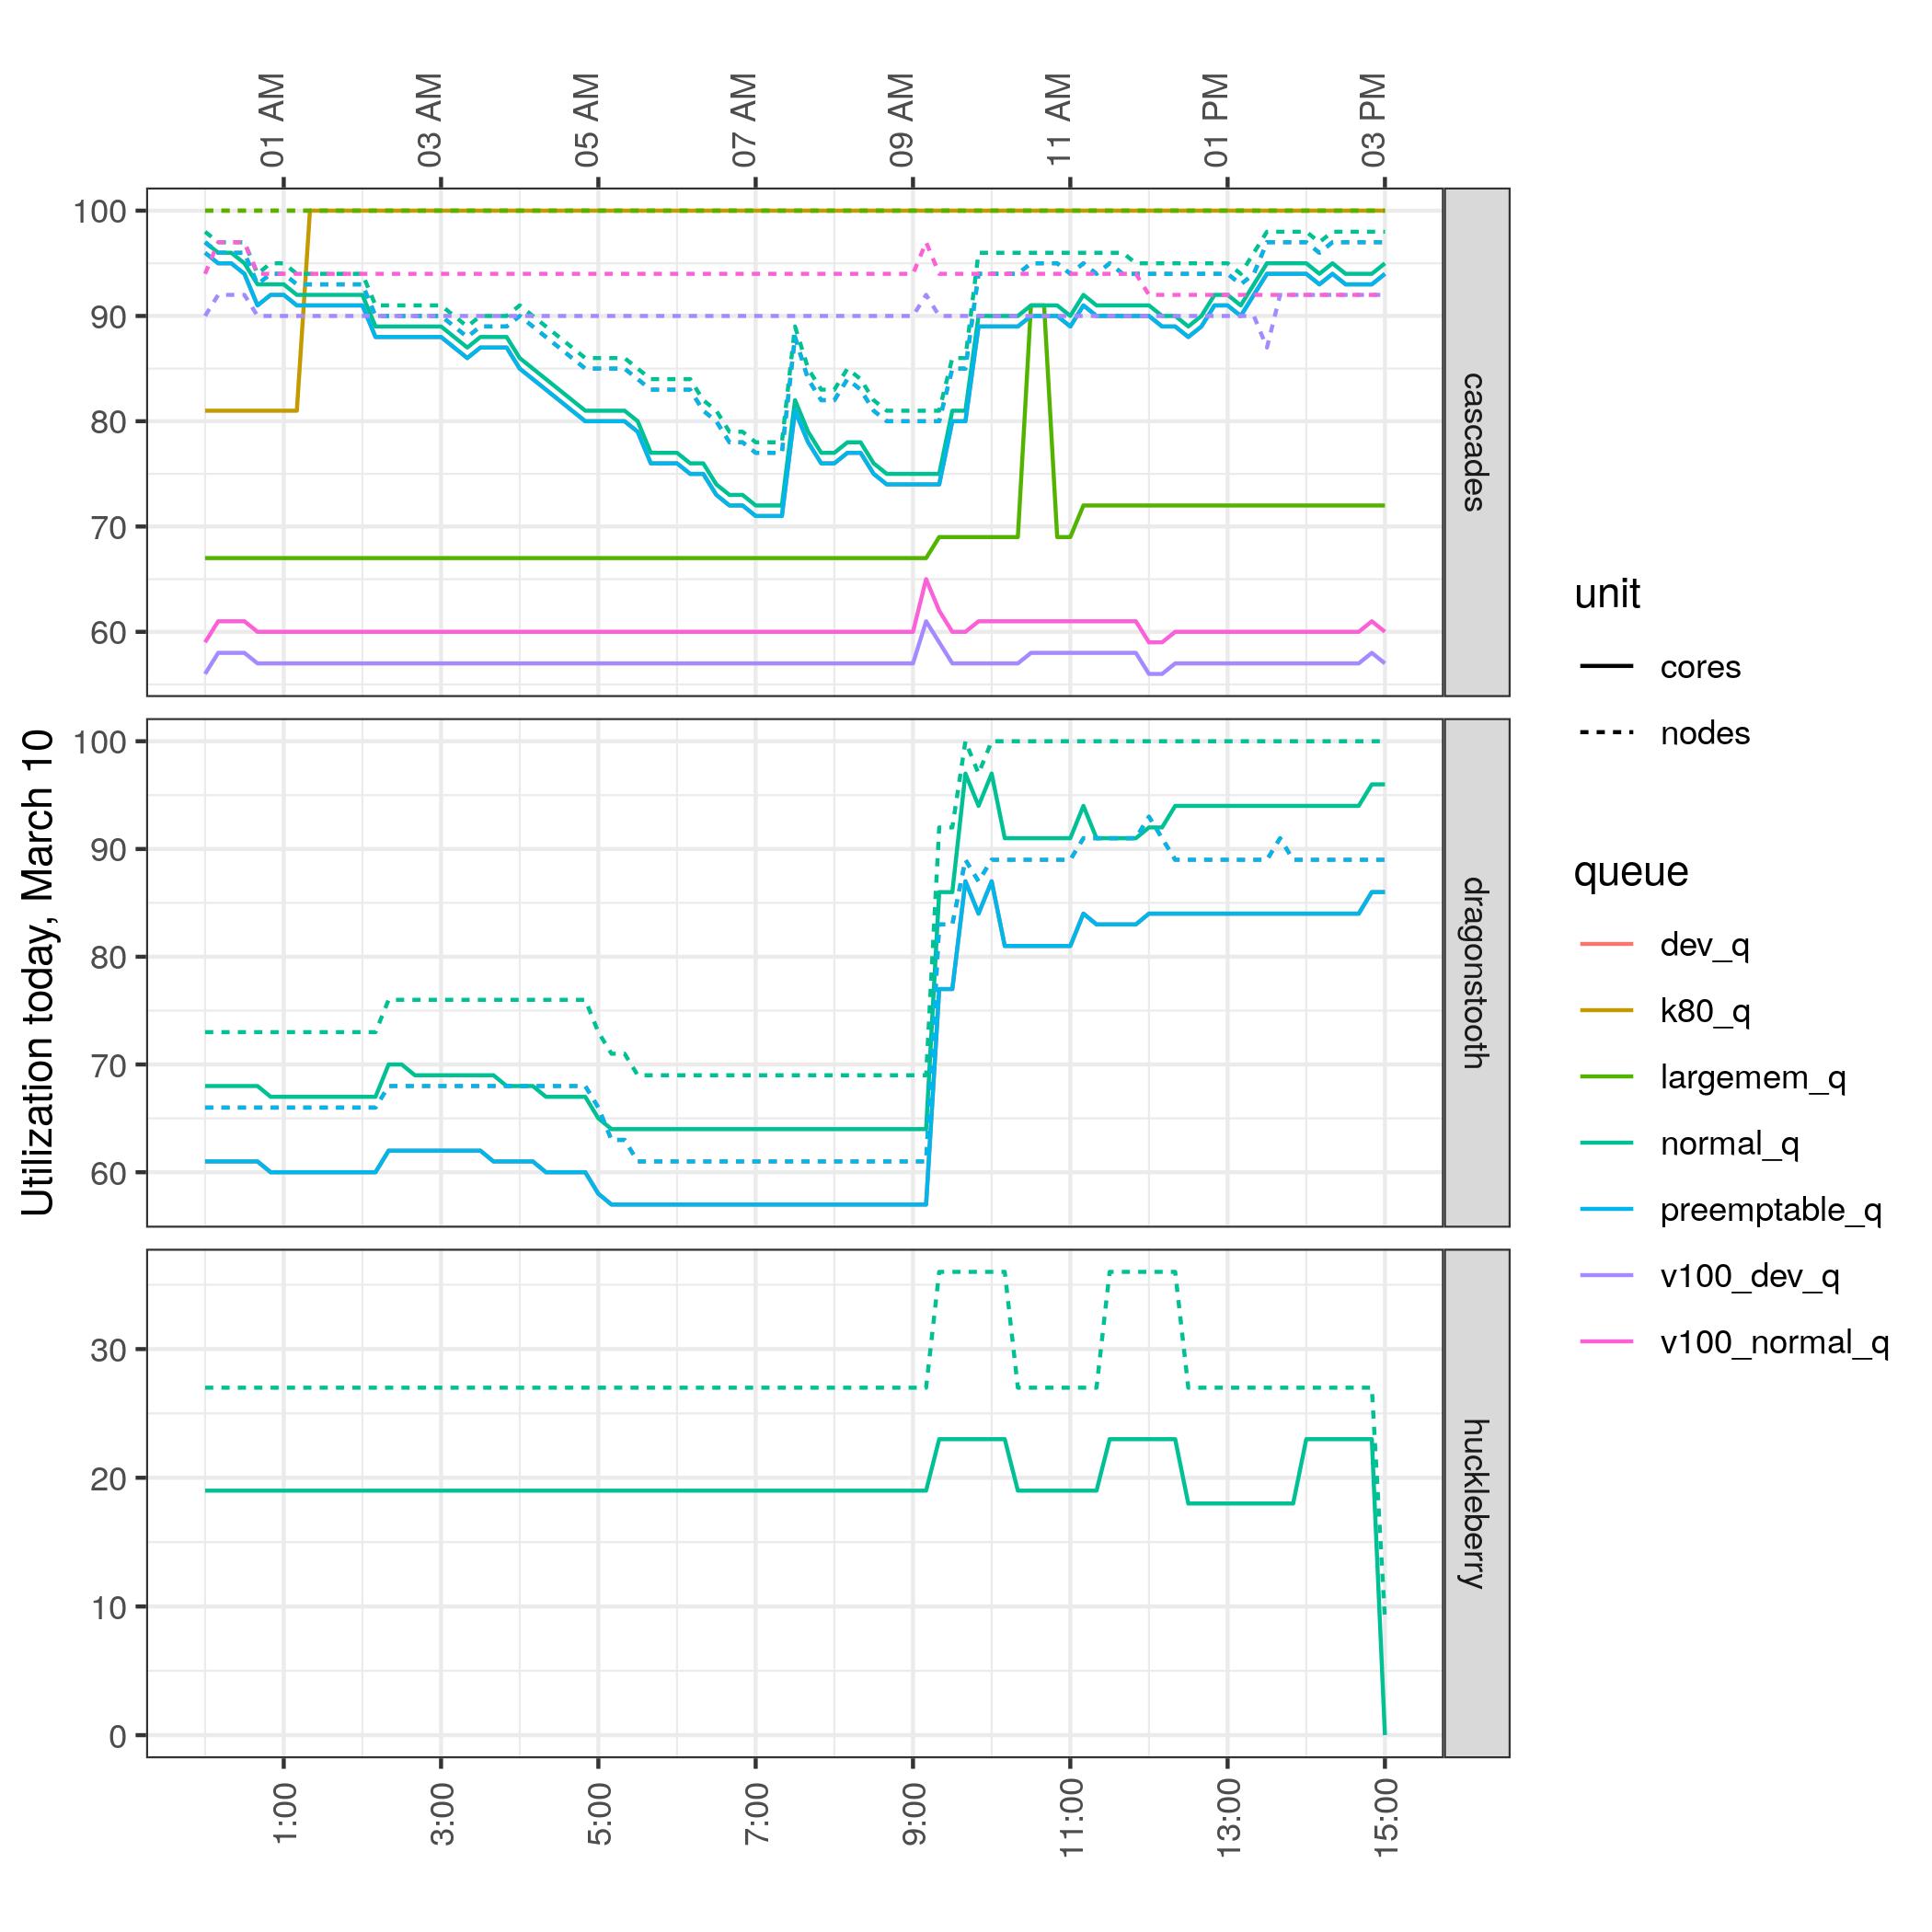 01 AM
03 AM
05 AM
07 AM
09 AM
11 AM
01 PM
03 PM
Utilization today, March 10
100
90
80
70
60
cascades
100
90
80
70
60
dragonstooth
30
20
10
0
huckleberry
1:00
3:00
5:00
7:00
9:00
11:00
13:00
15:00
unit
cores
nodes
queue
dev_q
k80_q
largemem_q
normal_q
preemptable_q
v100_dev_q
v100_normal_q